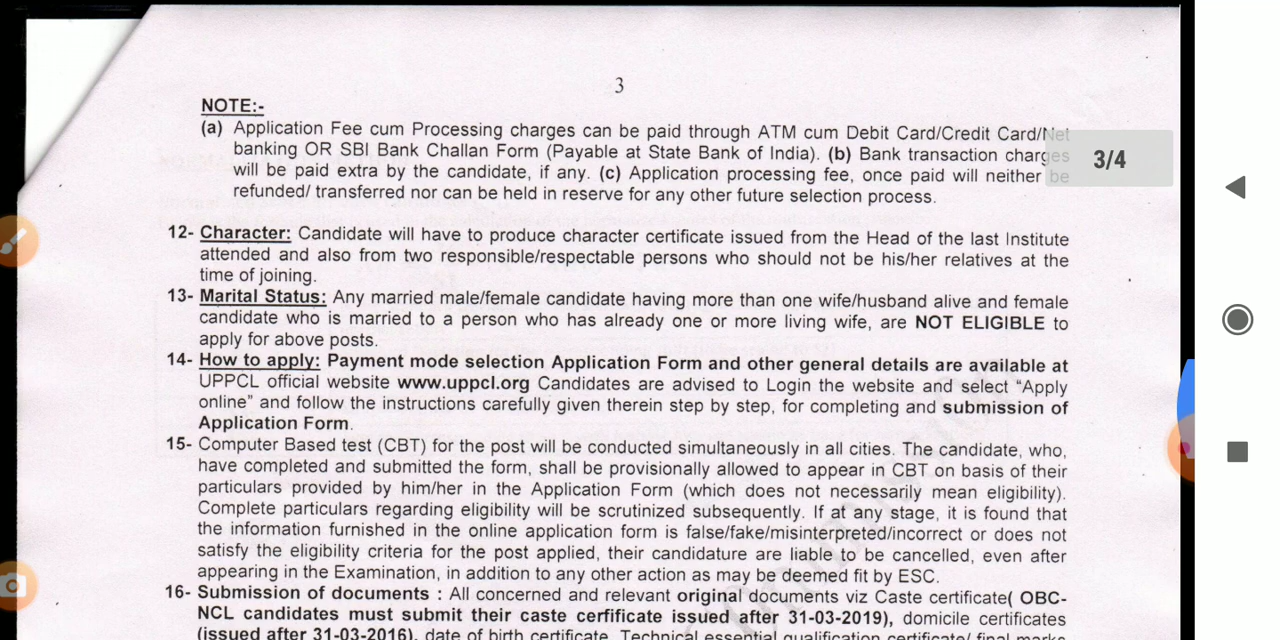 3
NOTE:-
(a) Application Fee cum Processing charges can be paid through ATM cum Debit Card/Credit Card/Net
banking OR SBI Bank Challan Form (Payable at State Bank of India). (b) Bank transaction charges
will be paid extra by the candidate, if any. (c) Application processing fee, once paid will neither be
refunded/ transferred nor can be held in reserve for any other future selection process.
3/4
12- Character: Candidate will have to produce character certificate issued from the Head of the last Institute
attended and also from two responsible/respectable persons who should not be his/her relatives at the
time of joining.
13- Marital Status: Any married male/female candidate having more than one wife/husband alive and female
candidate who is married to a person who has already one or more living wife, are NOT ELIGIBLE to
apply for above posts.
14- How to apply: Payment mode selection Application Form and other general details are available at
UPPCL official website www.uppcl.org Candidates are advised to Login the website and select “Apply
online” and follow the instructions carefully given therein step by step, for completing and submission of
Application Form.
15- Computer Based test (CBT) for the post will be conducted simultaneously in all cities. The candidate, who,
have completed and submitted the form, shall be provisionally allowed to appear in CBT on basis of their
particulars provided by him/her in the Application Form (which does not necessarily mean eligibility).
Complete particulars regarding eligibility will be scrutinized subsequently. If at any stage, it is found that
the information furnished in the online application form is false/fake/misinterpreted/incorrect or does not
satisfy the eligibility criteria for the post applied, their candidature are liable to be cancelled, even after
appearing in the Examination, in addition to any other action as may be deemed fit by ESC.
16- Submission of documents : All concerned and relevant original documents viz Caste certificate( OBC-
NCL candidates must submit their caste cerfificate issued after 31-03-2019), domicile certificates
(issued after 31-03-2016), date of birth certificate, Technical essential qualification certificate/ final marks